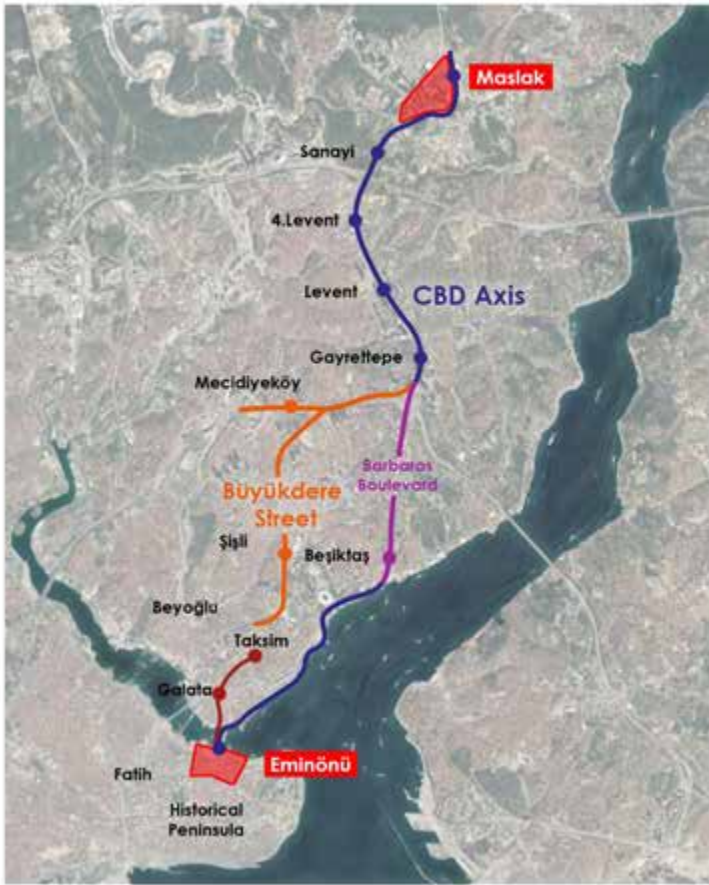 Maslak
Sanayi
4.Levent
Levent
CBD Axis
Gayrettepe
Mecidiyeköy
Barbaros
Boulevard
Büyükdere
Street
Şişli
Beşiktaş
Beyoğlu
Taksim
Galata
Eminönü
Fatih
Historical
Peninsula